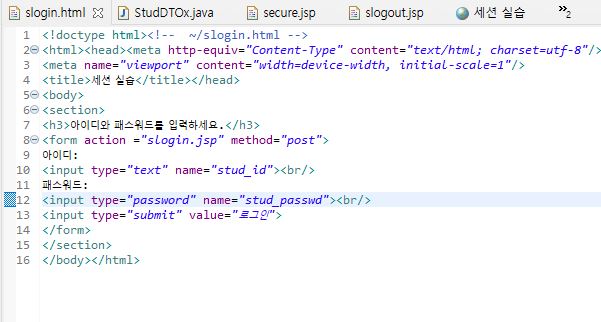 slogin.html StudDTOx.java secure.jsp slogout.jsp 세션 실습 »2
1 <!doctype html><!--  ~/slogin.html -->
2 <html><head><meta http-equiv="Content-Type" content="text/html; charset=utf-8"/>
3 <meta name="viewport" content="width=device-width, initial-scale=1"/>
4 <title>세션 실습</title></head>
5 <body>
6 <section>
7 <h3>아이디와 패스워드를 입력하세요.</h3>
8 <form action ="slogin.jsp" method="post">
9 아이디:
10 <input type="text" name="stud_id"><br/>
11 패스워드:
12 <input type="password" name="stud_passwd"><br/>
13 <input type="submit" value="로그인">
14 </form>
15 </section>
16 </body></html>